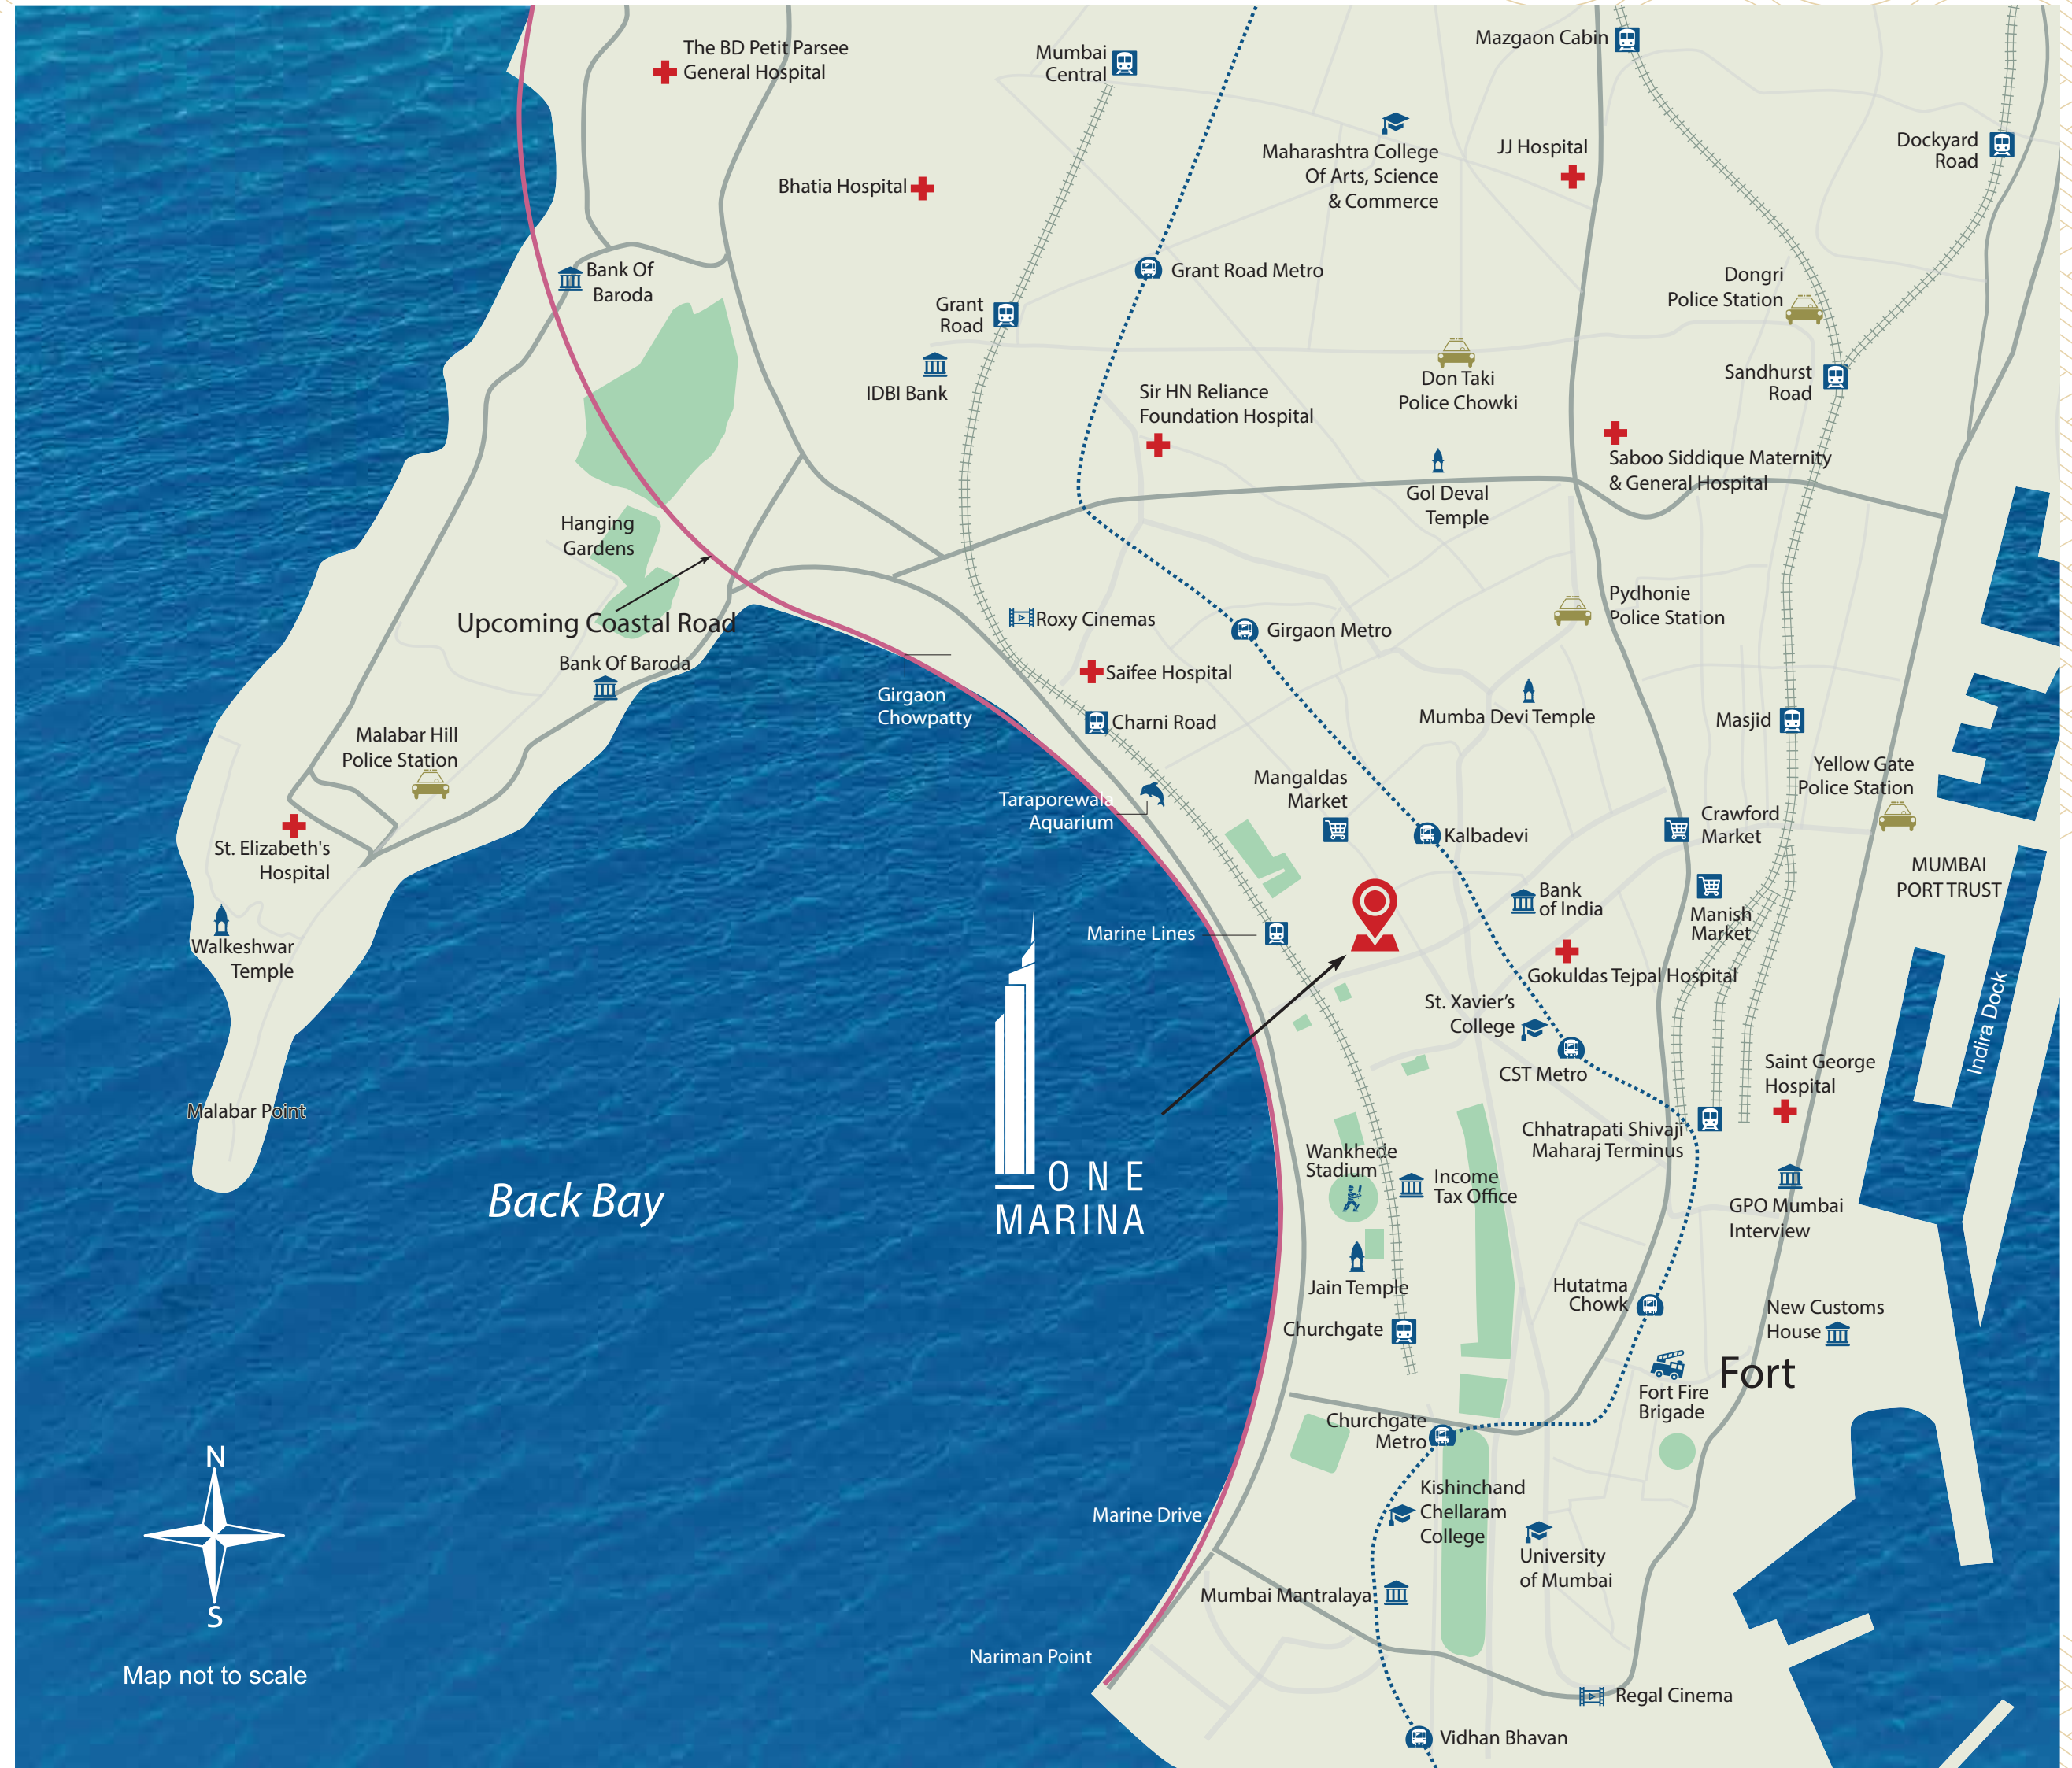 The BD Petit Parsee
General Hospital
Mumbai
Central
Mazgaon Cabin
Maharashtra College
Of Arts, Science
& Commerce
JJ Hospital
Dockyard
Road
Bhatia Hospital
Bank Of
Baroda
Grant Road Metro
Dongri
Police Station
Grant
Road
IDBI Bank
Sir HN Reliance
Foundation Hospital
Don Taki
Police Chowki
Sandhurst
Road
Saboo Siddique Maternity
& General Hospital
Gol Deval
Temple
Hanging
Gardens
Upcoming Coastal Road
Roxy Cinemas
Girgaon Metro
Pydhonie
Police Station
Bank Of Baroda
Saifee Hospital
Girgaon
Chowpatty
Charni Road
Mumba Devi Temple
Masjid
Malabar Hill
Police Station
Mangaldas
Market
Yellow Gate
Police Station
Taraporewala
Aquarium
Kalbadevi
Crawford
Market
St. Elizabeth's
Hospital
MUMBAI
PORT TRUST
Bank
of India
Manish
Market
Marine Lines
Walkeshwar
Temple
Gokuldas Tejpal Hospital
Indira Dock
St. Xavier's
College
CST Metro
Saint George
Hospital
Malabar Point
Chhatrapati Shivaji
Maharaj Terminus
Wankhede
Stadium
Income
Tax Office
Back Bay
ONE
MARINA
GPO Mumbai
Interview
Jain Temple
Hutatma
Chowk
New Customs
House
Churchgate
Fort
Fort Fire
Brigade
Churchgate
Metro
N
S
Map not to scale
Kishinchand
Chellaram
College
Marine Drive
University
of Mumbai
Mumbai Mantralaya
Nariman Point
Regal Cinema
Vidhan Bhavan